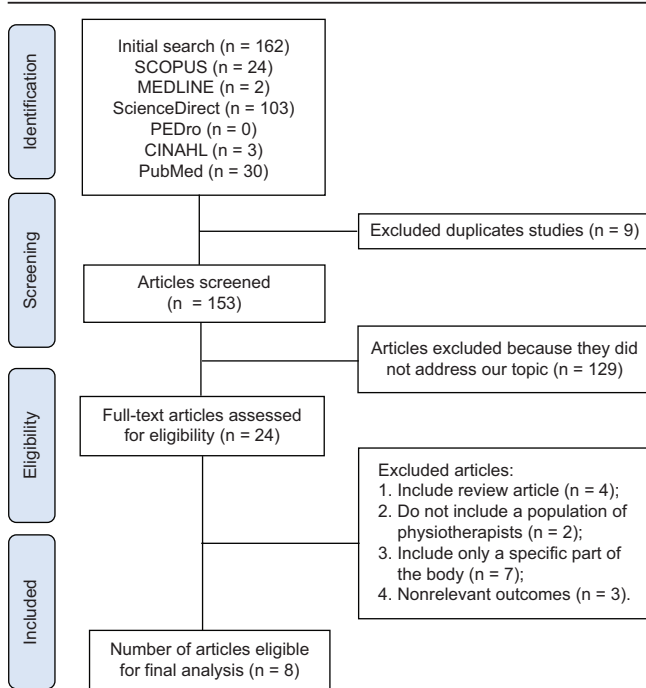 Identification
Initial search (n = 162)
SCOPUS (n = 24)
MEDLINE (n = 2)
ScienceDirect (n = 103)
PEDro (n = 0)
CINAHL (n = 3)
PubMed (n = 30)
Excluded duplicates studies (n = 9)
Screening
Articles screened
(n = 153)
Articles excluded because they did
not address our topic (n = 129)
Eligibility
Full-text articles assessed
for eligibility (n = 24)
Excluded articles:
1. Include review article (n = 4);
2. Do not include a population of
physiotherapists (n = 2);
3. Include only a specific part of
the body (n = 7);
4. Nonrelevant outcomes (n = 3).
Included
Number of articles eligible
for final analysis (n = 8)